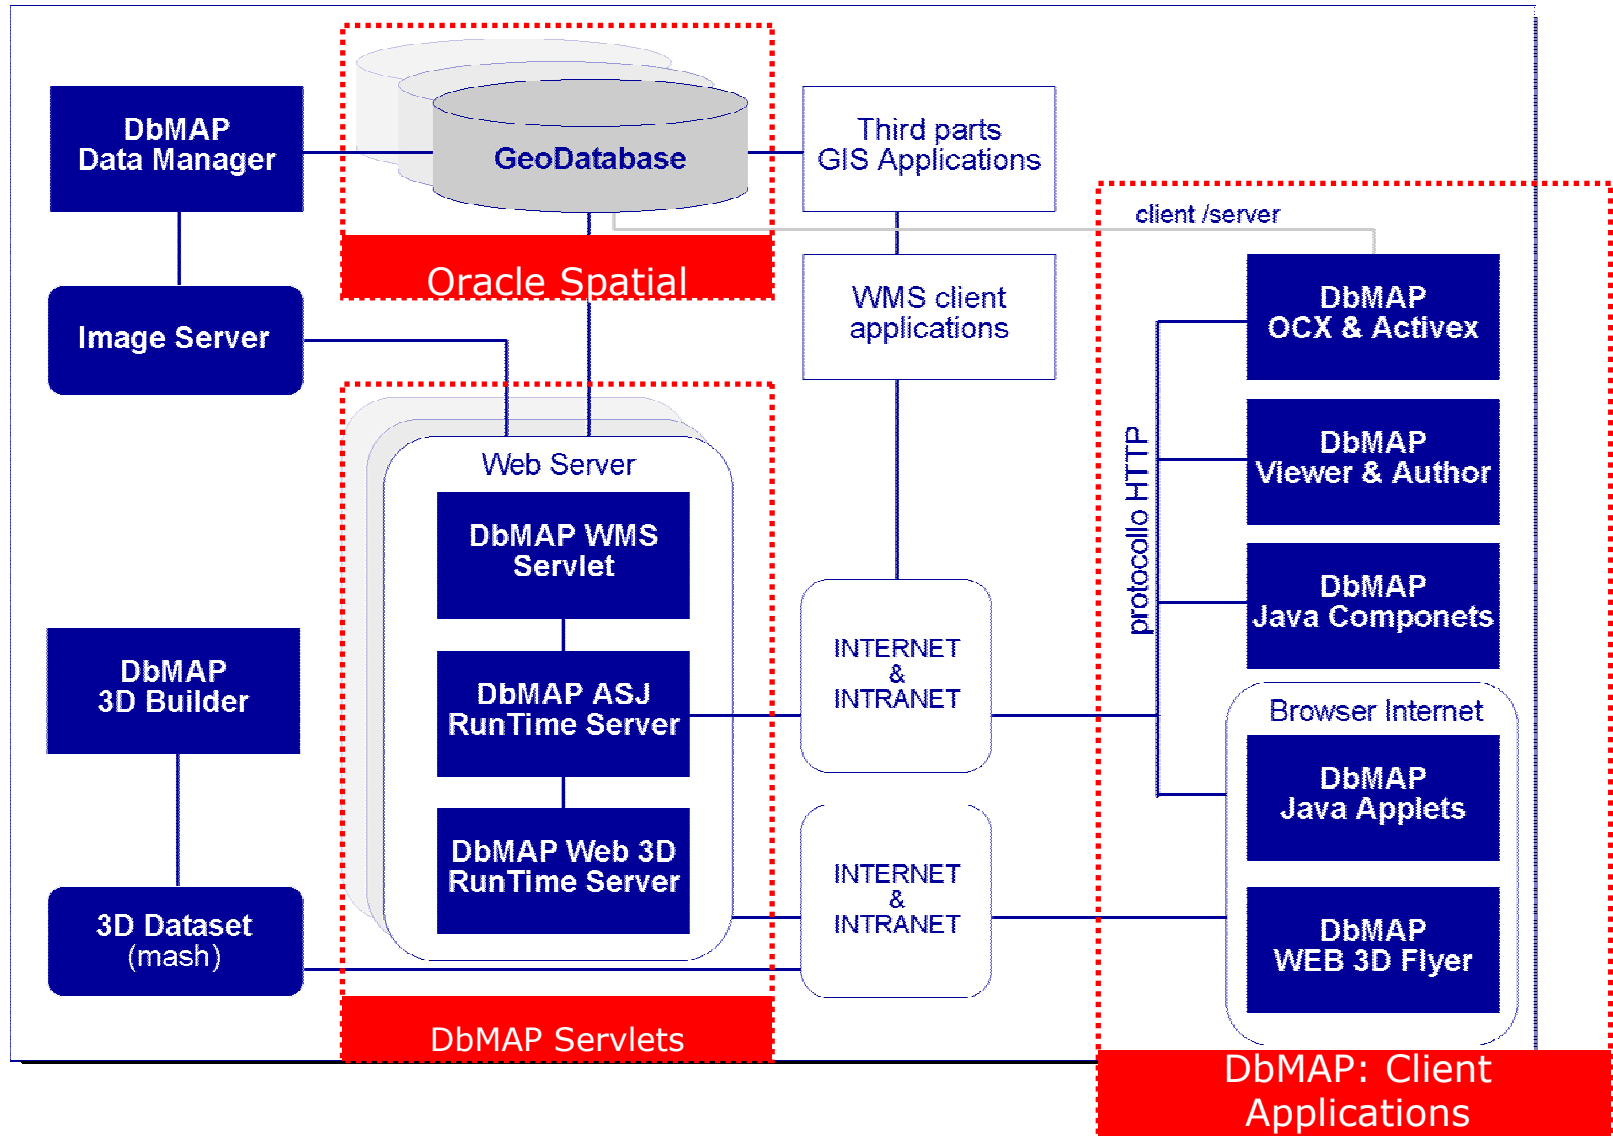 DbMAP
Data Manager
GeoDatabase
Third parts
GIS Applications
Oracle Spatial
client /server
Image Server
WMS client
applications
DbMAP
OCX & Activex
DbMAP
Viewer & Author
protocollo HTTP
DbMAP
Java Componets
Web Server
DbMAP WMS
Servlet
DbMAP ASJ
RunTime Server
DbMAP Web 3D
RunTime Server
INTERNET
&
INTRANET
INTERNET
&
INTRANET
Browser Internet
DbMAP
Java Applets
DbMAP
WEB 3D Flyer
DbMAP
3D Builder
3D Dataset
(mash)
DbMAP Servlets
DbMAP: Client
Applications